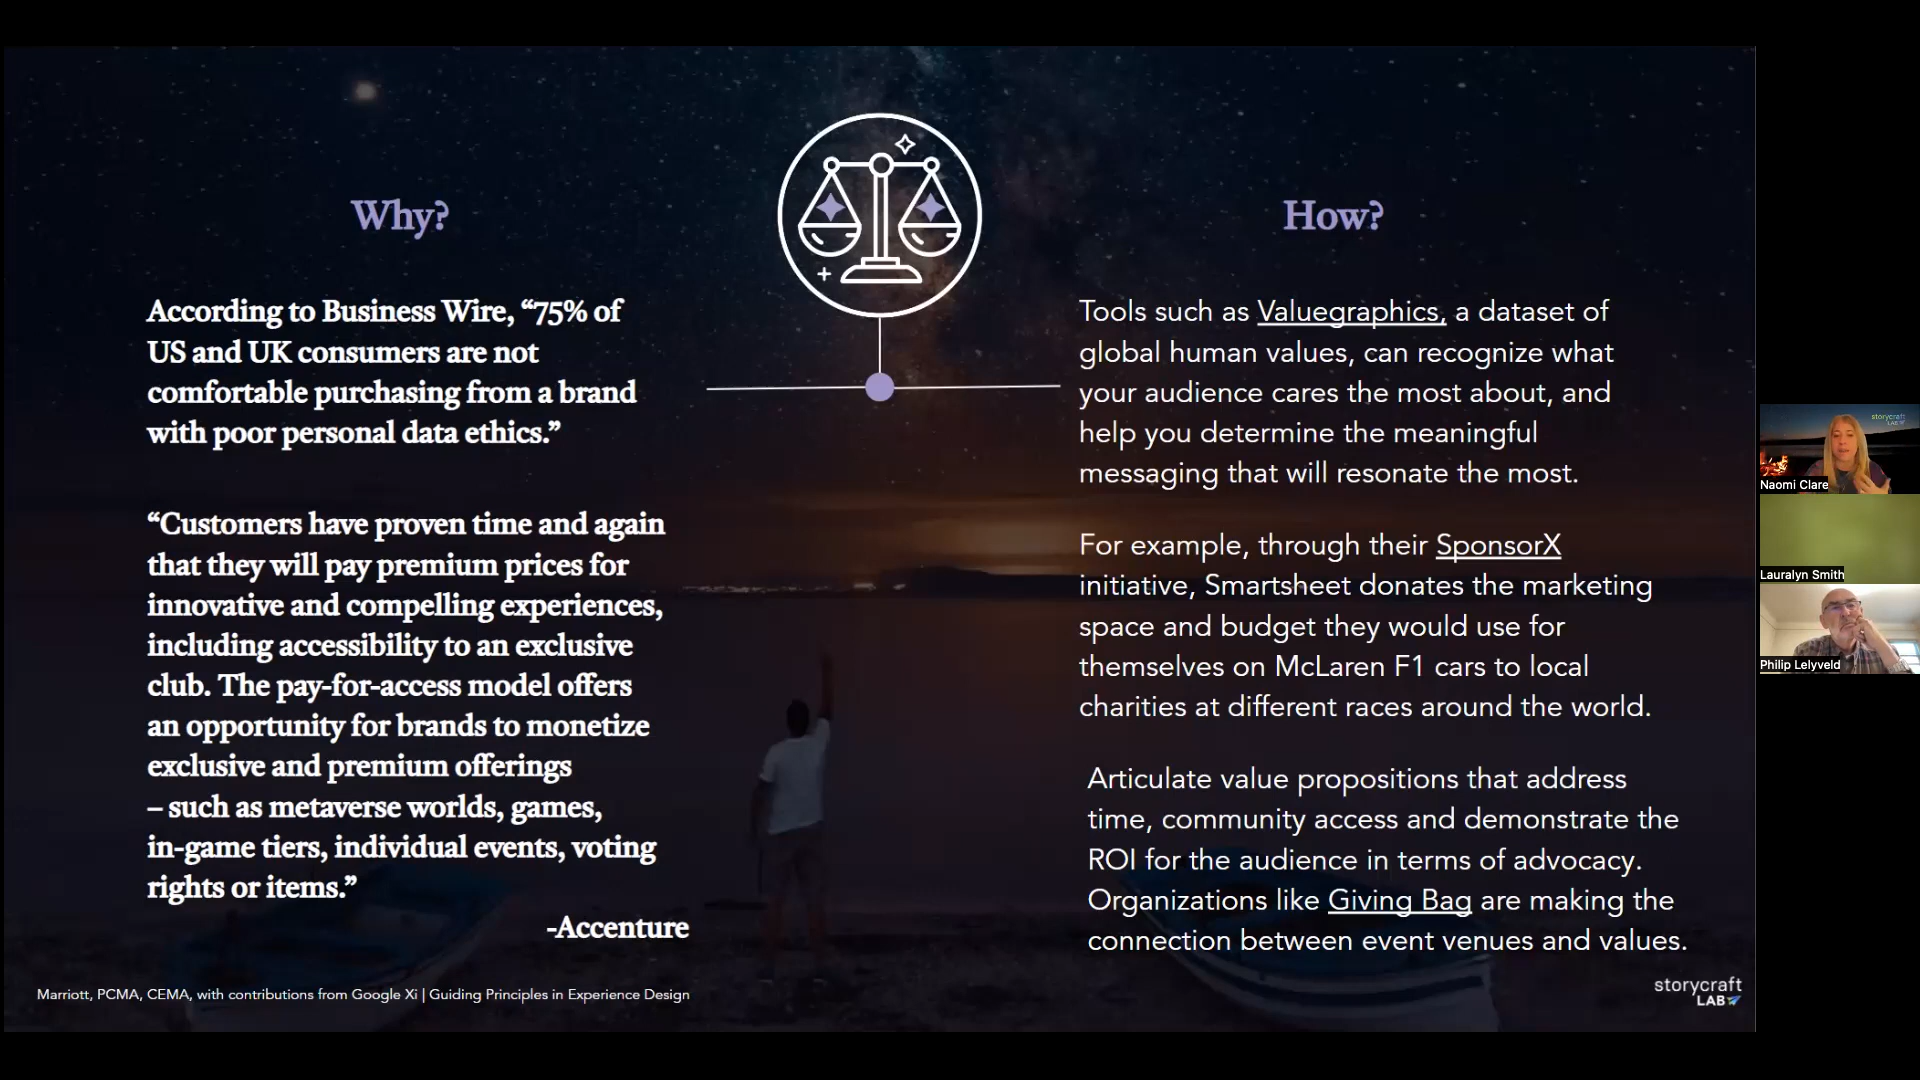 Why?
According to Business Wire, “75% of
US and UK consumers are not
comfortable purchasing from a brand
with poor personal data ethics.”
“Customers have proven time and again
that they will pay premium prices for
innovative and compelling experiences,
including accessibility to an exclusive
club. The pay-for-access model offers
an opportunity for brands to monetize
exclusive and premium offerings
– such as metaverse worlds, games,
in-game tiers, individual events, voting
rights or items.”
-Accenture
How?
Tools such as Valuegraphics, a dataset of
global human values, can recognize what
your audience cares the most about, and
help you determine the meaningful
messaging that will resonate the most.
For example, through their SponsorX
initiative, Smartsheet donates the marketing
space and budget they would use for
themselves on McLaren F1 cars to local
charities at different races around the world.
Articulate value propositions that address
time, community access and demonstrate the
ROI for the audience in terms of advocacy.
Organizations like Giving Bag are making the
connection between event venues and values.
Marriott, PCMA, CEMA, with contributions from Google Xi | Guiding Principles in Experience Design
storycraft
LAB
storycraft
LAB
Naomi Clare
Lauralyn Smith
Philip Lelyveld